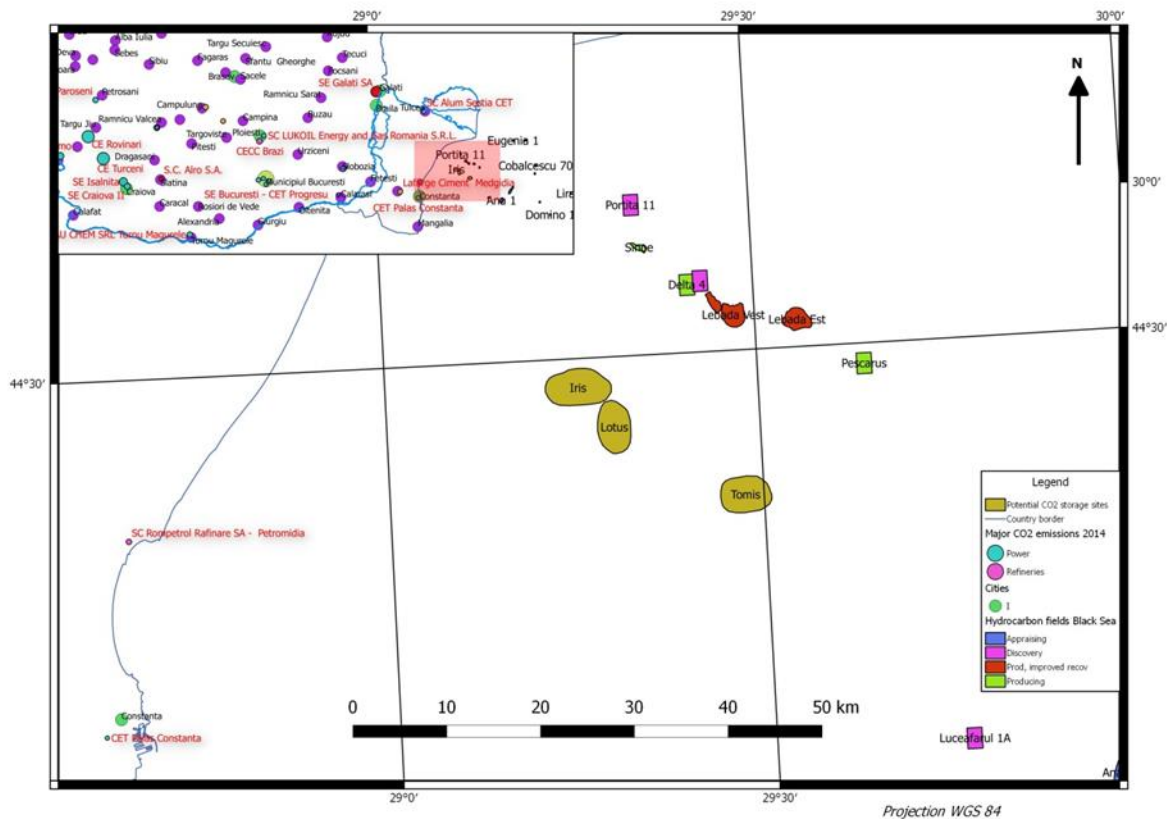 29°0'
29°30'
30°0'
Alba Iulia
Targu Secuiesc
Tecuci
Deva
Sebes
Sibiu
Fagaras
Sfantu Gheorghe
Focsani
Brasov
Sacele
SE Galati SA
Galati
Paroseni
Petrosani
Ramnicu Sarat
Braila
Tulcea
SC Alum
CET
Campulung
Targu Jiu
Ramnicu Valcea
Campina
Buzau
Eugenia 1
CE Rovinari
Targoviste
Ploiesti
SC LUKOIL Energy and Gas Romania S.R.L.
Pitesti
CECC Brazi
Urziceni
Portita 11
Cobalcescu 70
Dragasani
CE Turceni
S.C. Alro S.A.
Slobozia
Iris
SE Isalnita
Slatina
Municipiul Bucuresti
Fetesti
Lafarge Ciment Medgidia
Craiova
SE Craiova II
SE Bucuresti - CET Progresu
Calarasi
Constanta
Ana 1
Caracal
Rosiori de Vede
Oltenita
CET Palas Constanta
Domino 1
Calafat
Alexandria
Giurgiu
Mangalia
CHEM SRL Turnu Magurele
Turnu Magurele
N
30°0'
Portita 11
Sinoe
Delta 4
Lebada Vest
Lebada Est
44°30'
Pescarus
44°30'
Iris
Lotus
Tomis
Legend
Potential CO2 storage sites
Country border
Major CO2 emissions 2014
Power
Refineries
Cities
I
Hydrocarbon fields Black Sea
Appraising
Discovery
Prod, improved recov
Producing
SC Rompetrol Rafinare SA - Petromidia
0 10 20 30 40 50 km
Constanta
CET Palas Constanta
Luceafarul 1A
An
29°0'
29°30'
Projection WGS 84